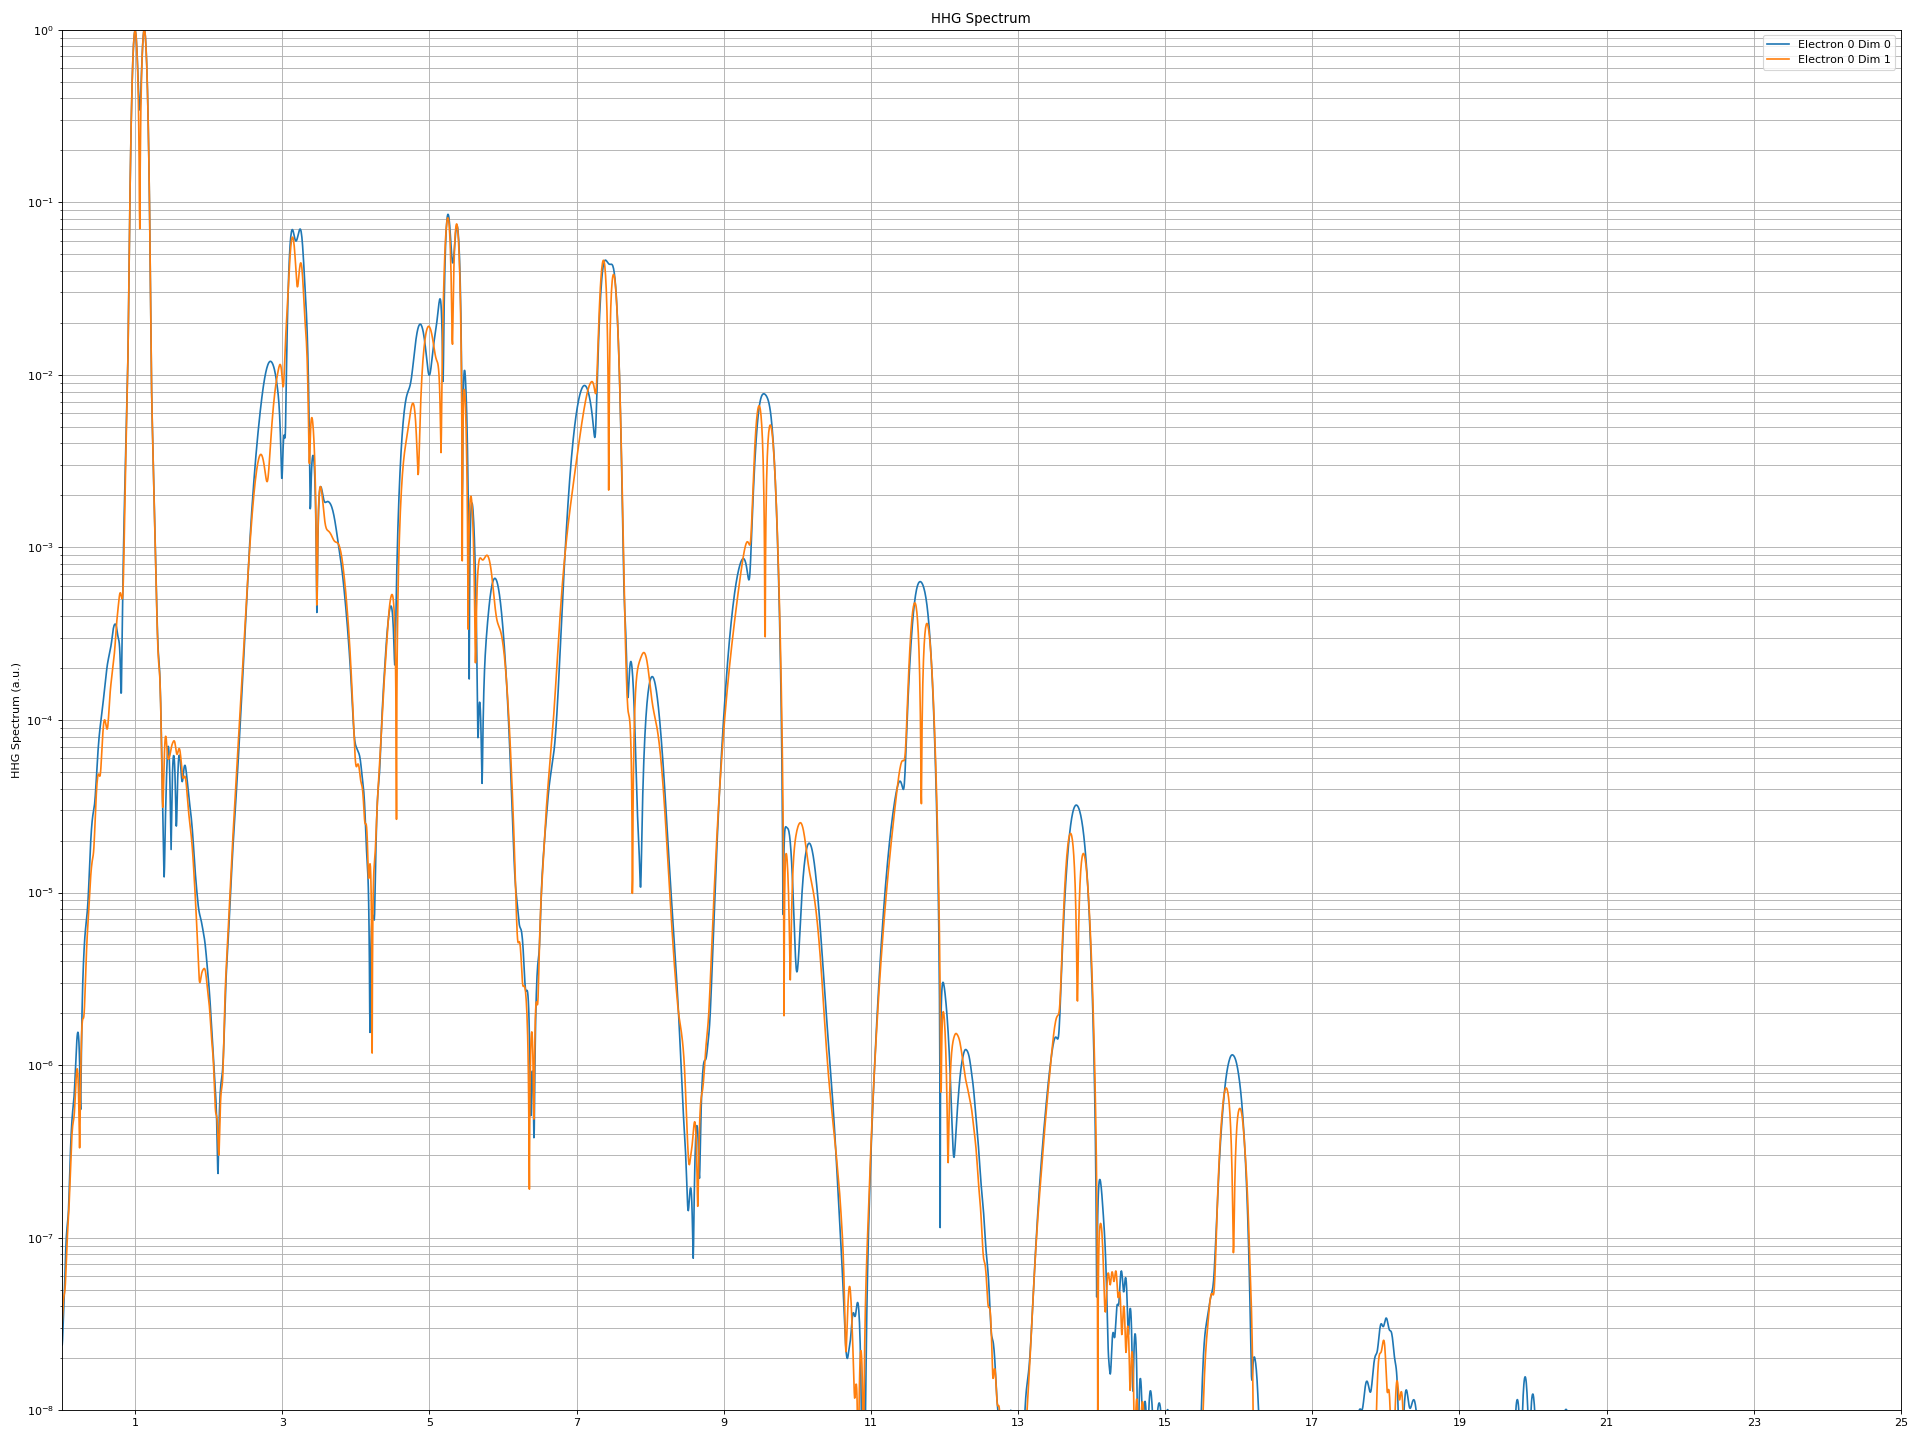 HHG Spectrum
Electron 0 Dim 0
Electron 0 Dim 1
HHG Spectrum (a.u.)
10⁰
10⁻¹
10⁻²
10⁻³
10⁻⁴
10⁻⁵
10⁻⁶
10⁻⁷
10⁻⁸
1 3 5 7 9 11 13 15 17 19 21 23 25